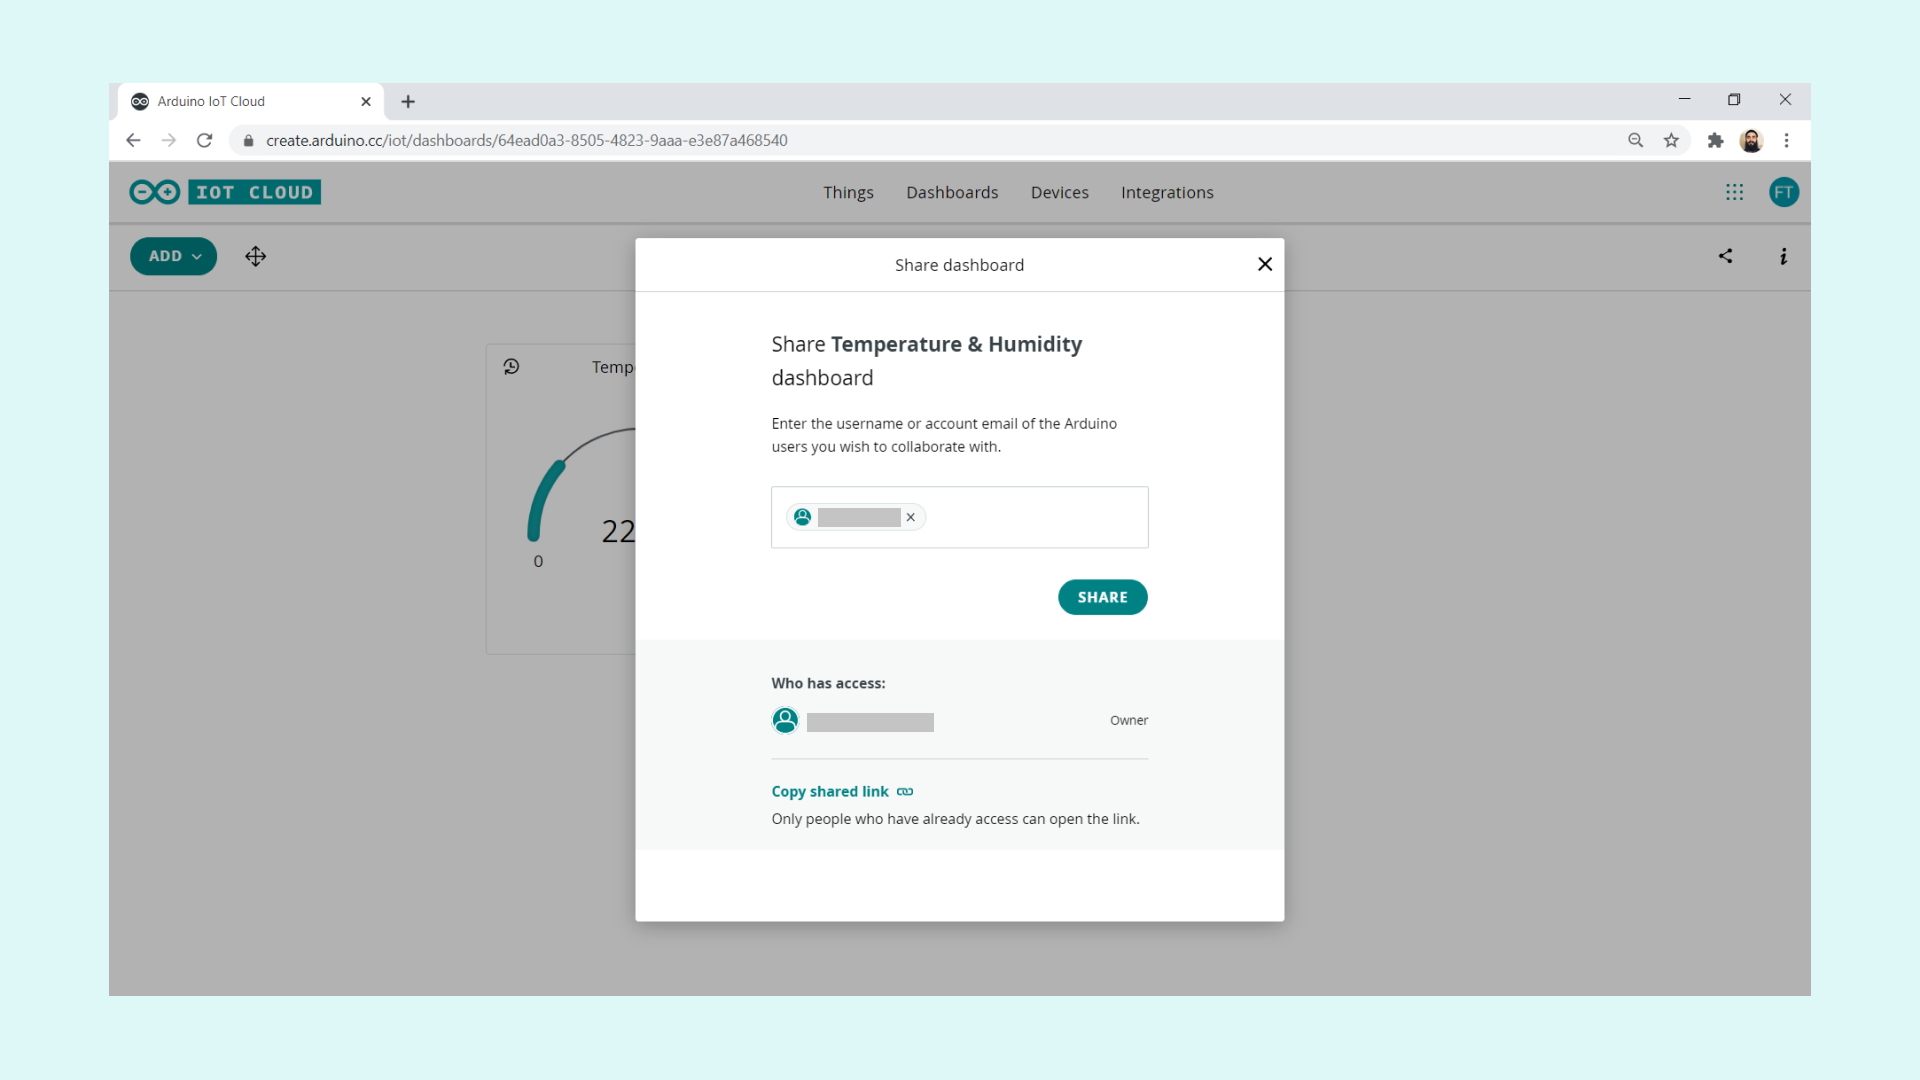 Arduino IoT Cloud
create.arduino.cc/iot/dashboards/64ead0a3-8505-4823-9aaa-e3e87a468540
IOT CLOUD
Things Dashboards Devices Integrations
FT
ADD
i
Share dashboard
Share Temperature & Humidity
dashboard
Enter the username or account email of the Arduino
users you wish to collaborate with.
SHARE
Who has access:
Owner
Copy shared link
Only people who have already access can open the link.
Temp
22
0